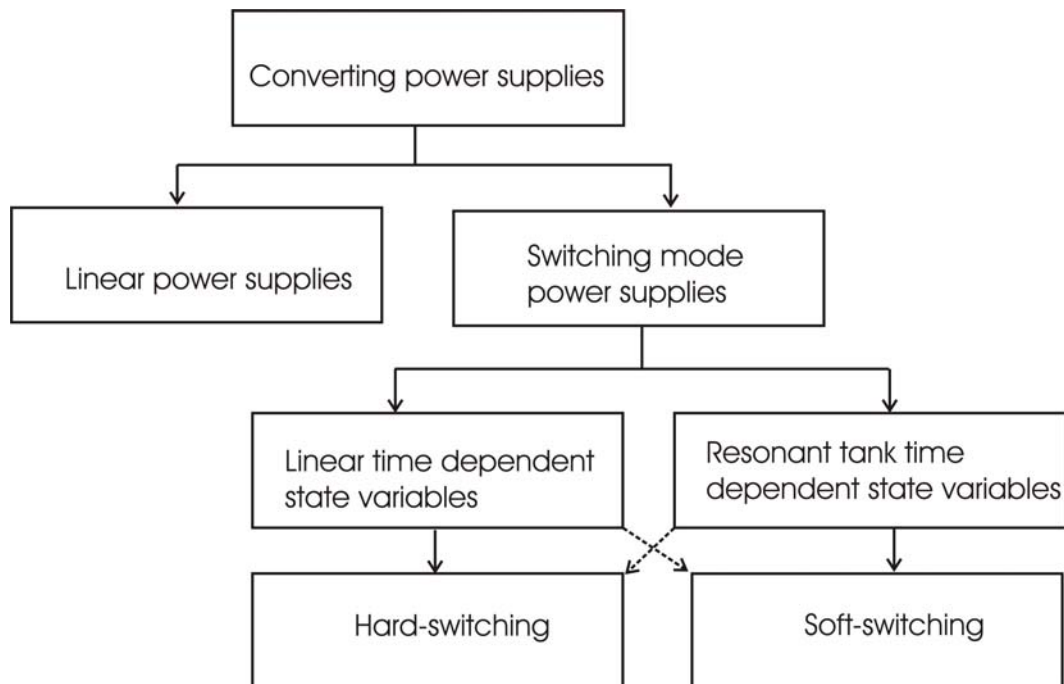 Converting power supplies
Linear power supplies
Switching mode
power supplies
Linear time dependent
state variables
Resonant tank time
dependent state variables
Hard-switching
Soft-switching